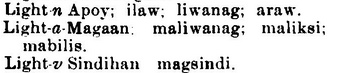 Light-n Apoy; ilaw; liwanag; araw.
Light-a-Magaan; maliwanag; maliksi;
mabilis.
Light-v Sindihan magsindi.